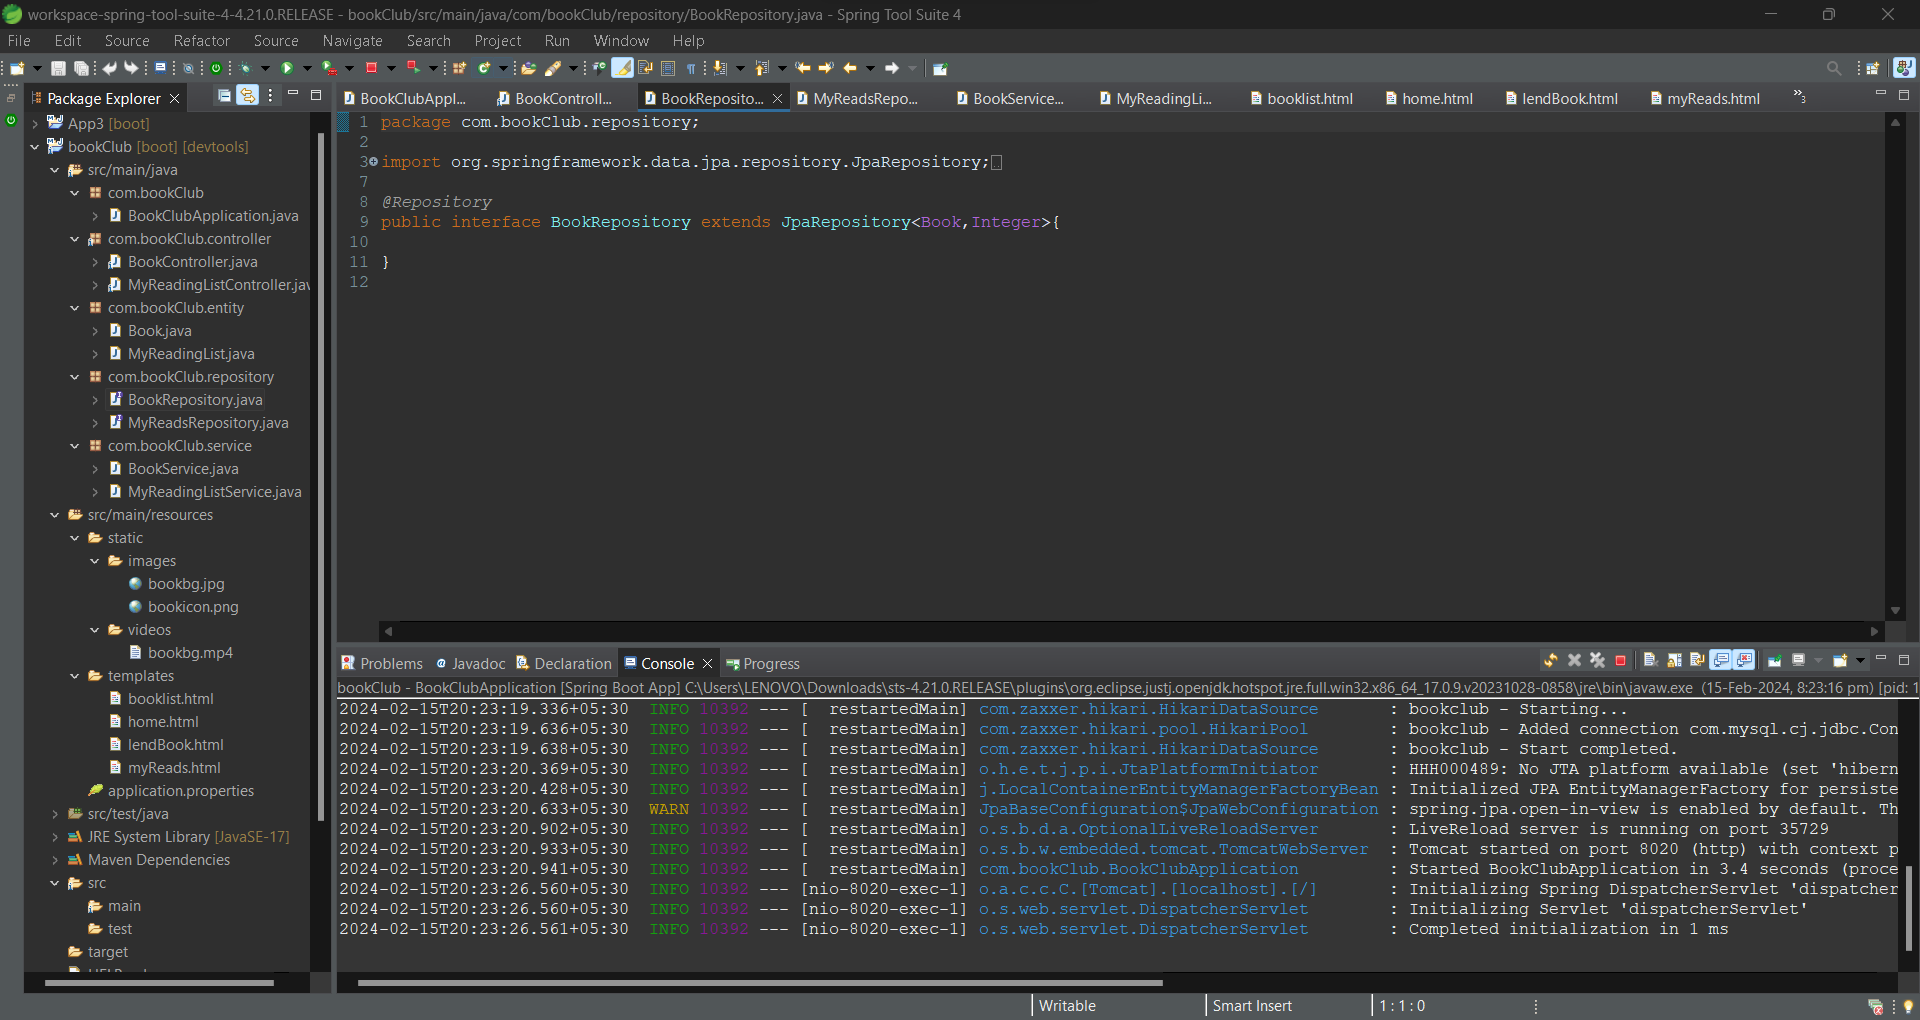 workspace-spring-tool-suite-4-4.21.0.RELEASE - bookClub/src/main/java/com/bookClub/repository/BookRepository.java - Spring Tool Suite 4
File Edit Source Refactor Source Navigate Search Project Run Window Help
Package Explorer
BookClubAppl... BookControll... BookReposito... MyReadsRepo... BookService... MyReadingLi... booklist.html home.html lendBook.html myReads.html »3
App3 [boot]
bookClub [boot] [devtools]
src/main/java
com.bookClub
BookClubApplication.java
com.bookClub.controller
BookController.java
MyReadingListController.jav
com.bookClub.entity
Book.java
MyReadingList.java
com.bookClub.repository
BookRepository.java
MyReadsRepository.java
com.bookClub.service
BookService.java
MyReadingListService.java
src/main/resources
static
images
bookbg.jpg
bookicon.png
videos
bookbg.mp4
templates
booklist.html
home.html
lendBook.html
myReads.html
application.properties
src/test/java
JRE System Library [JavaSE-17]
Maven Dependencies
src
main
test
target
1 package com.bookClub.repository;
2
3 import org.springframework.data.jpa.repository.JpaRepository;
7
8 @Repository
9 public interface BookRepository extends JpaRepository<Book,Integer>{
10
11 }
12
Problems Javadoc Declaration Console Progress
bookClub - BookClubApplication [Spring Boot App] C:\Users\LENOVO\Downloads\sts-4.21.0.RELEASE\plugins\org.eclipse.justj.openjdk.hotspot.jre.full.win32.x86_64_17.0.9.v20231028-0858\jre\bin\javaw.exe (15-Feb-2024, 8:23:16 pm) [pid: 1
2024-02-15T20:23:19.336+05:30 INFO 10392 --- [ restartedMain] com.zaxxer.hikari.HikariDataSource : bookclub - Starting...
2024-02-15T20:23:19.636+05:30 INFO 10392 --- [ restartedMain] com.zaxxer.hikari.pool.HikariPool : bookclub - Added connection com.mysql.cj.jdbc.Con
2024-02-15T20:23:19.638+05:30 INFO 10392 --- [ restartedMain] com.zaxxer.hikari.HikariDataSource : bookclub - Start completed.
2024-02-15T20:23:20.369+05:30 INFO 10392 --- [ restartedMain] o.h.e.t.j.p.i.JtaPlatformInitiator : HHH000489: No JTA platform available (set 'hibern
2024-02-15T20:23:20.428+05:30 INFO 10392 --- [ restartedMain] j.LocalContainerEntityManagerFactoryBean : Initialized JPA EntityManagerFactory for persiste
2024-02-15T20:23:20.633+05:30 WARN 10392 --- [ restartedMain] JpaBaseConfiguration$JpaWebConfiguration : spring.jpa.open-in-view is enabled by default. Th
2024-02-15T20:23:20.902+05:30 INFO 10392 --- [ restartedMain] o.s.b.d.a.OptionalLiveReloadServer : LiveReload server is running on port 35729
2024-02-15T20:23:20.933+05:30 INFO 10392 --- [ restartedMain] o.s.b.w.embedded.tomcat.TomcatWebServer : Tomcat started on port 8020 (http) with context p
2024-02-15T20:23:20.941+05:30 INFO 10392 --- [ restartedMain] com.bookClub.BookClubApplication : Started BookClubApplication in 3.4 seconds (proce
2024-02-15T20:23:26.560+05:30 INFO 10392 --- [nio-8020-exec-1] o.a.c.c.C.[Tomcat].[localhost].[/] : Initializing Spring DispatcherServlet 'dispatcher
2024-02-15T20:23:26.560+05:30 INFO 10392 --- [nio-8020-exec-1] o.s.web.servlet.DispatcherServlet : Initializing Servlet 'dispatcherServlet'
2024-02-15T20:23:26.561+05:30 INFO 10392 --- [nio-8020-exec-1] o.s.web.servlet.DispatcherServlet : Completed initialization in 1 ms
Writable Smart Insert 1 : 1 : 0